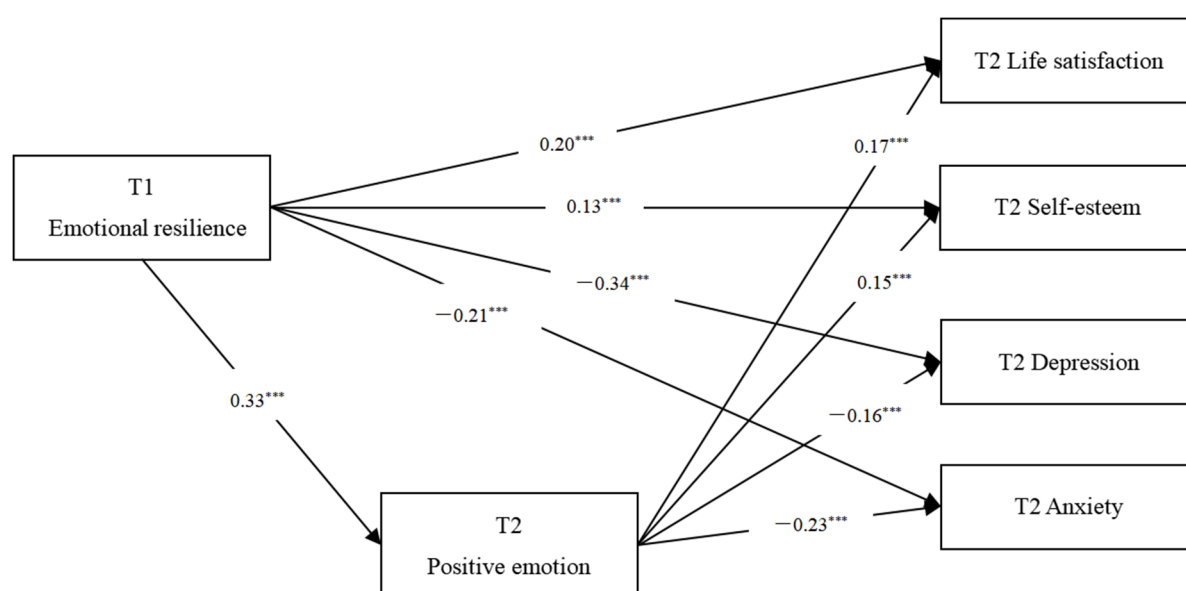 T2 Life satisfaction
0.20***
0.17***
T1
Emotional resilience
0.13***
T2 Self-esteem
−0.34***
0.15***
−0.21***
T2 Depression
0.33***
−0.16***
T2 Anxiety
−0.23***
T2
Positive emotion